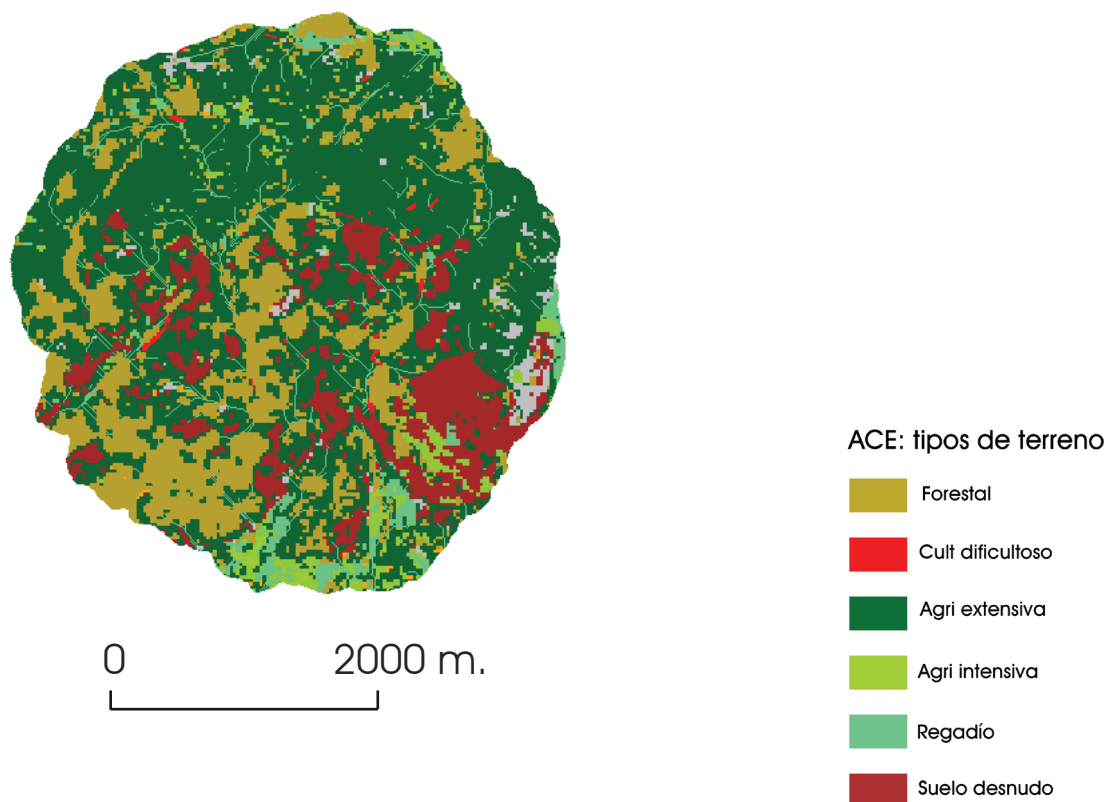 0 2000 m.
ACE: tipos de terreno
Forestal
Cult dificultoso
Agri extensiva
Agri intensiva
Regadío
Suelo desnudo